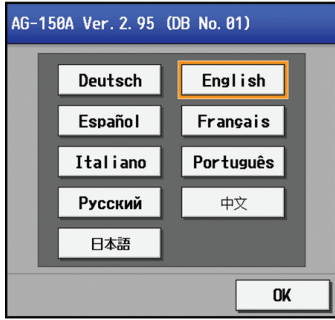 AG-150A Ver. 2. 95 (DB No. 01)
Deutsch English
Español Français
Italiano Português
Русский 中文
日本語
OK